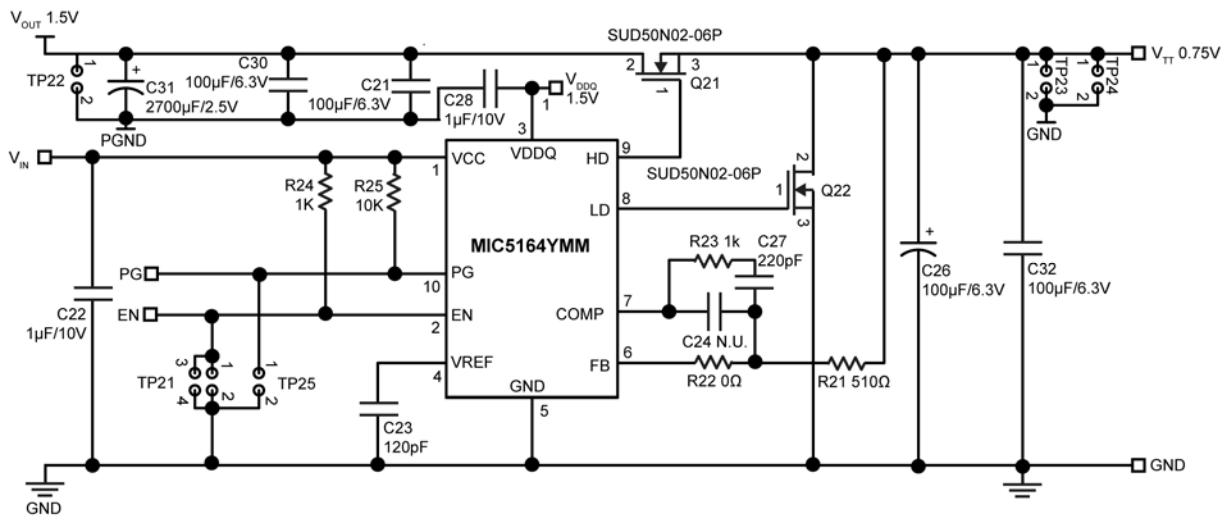 V_OUT 1.5V
SUD50N02-06P
1
TP22
2
+
C31
2700µF/2.5V
PGND
C30
100µF/6.3V
C21
100µF/6.3V
C28
1µF/10V
V_DDQ
1.5V
1
2
3
1
Q21
1
TP23
2
1
TP24
2
GND
V_TT 0.75V
V_IN
R24
1K
R25
10K
1
VCC
3
VDDQ
HD
9
SUD50N02-06P
LD
8
2
1
3
Q22
MIC5164YMM
PG
PG
10
EN
EN
2
C22
1µF/10V
R23 1k
C27
220pF
COMP
7
C24 N.U.
FB
6
R22 0Ω
R21 510Ω
+
C26
100µF/6.3V
C32
100µF/6.3V
3
1
TP21
4
2
1
TP25
2
VREF
4
GND
5
C23
120pF
GND
GND